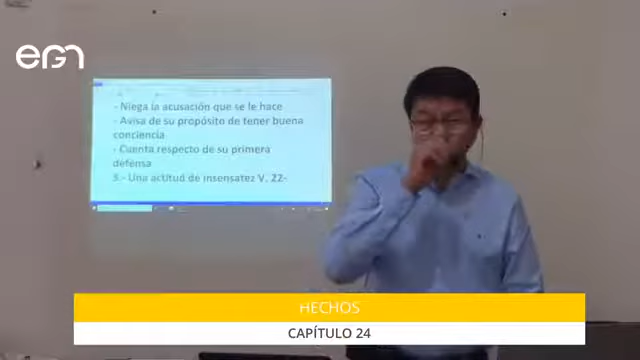 ern
- Niega la acusación que se le hace
- Avisa de su propósito de tener buena
conciencia
- Cuenta respecto de su primera
defensa
3.- Una actitud de insensatez V. 22-
HECHOS
CAPÍTULO 24